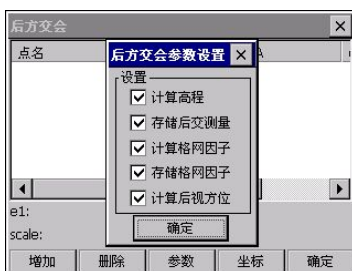 后方交会
点名
后方交会参数设置
A
设置
计算高程
存储后交测量
计算格网因子
存储格网因子
计算后视方位
确定
e1:
scale:
增加 删除 参数 坐标 确定